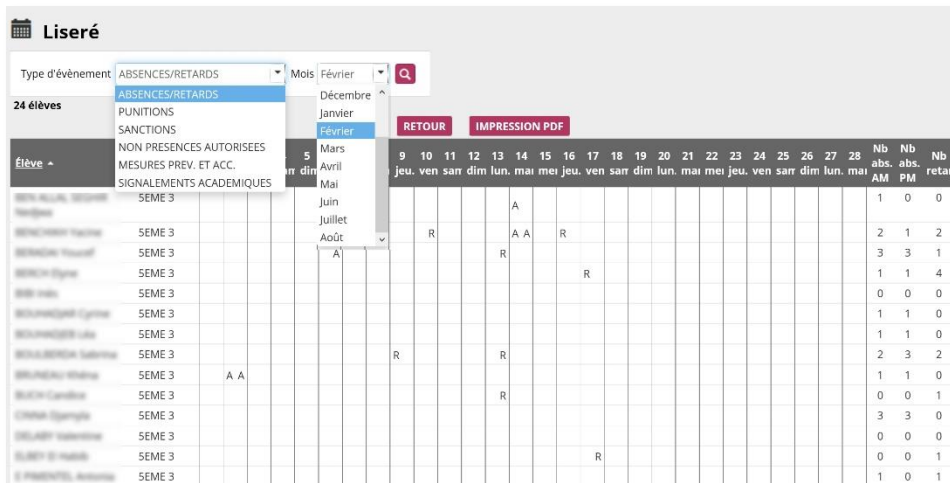 Liseré
Type d'évènement ABSENCES/RETARDS Mois Février
ABSENCES/RETARDS
PUNITIONS
SANCTIONS
NON PRESENCES AUTORISEES
MESURES PREV. ET ACC.
SIGNALEMENTS ACADEMIQUES
Décembre
Janvier
Février
Mars
Avril
Mai
Juin
Juillet
Août
24 élèves
RETOUR IMPRESSION PDF
Élève 5 9 10 11 12 13 14 15 16 17 18 19 20 21 22 23 24 25 26 27 28 Nb abs. AM Nb abs. PM Nb retar
dim jeu. ven sam dim lun. mar mer jeu. ven sam dim lun. mar mer jeu. ven sam dim lun. mar
5EME 3 A 1 0 0
5EME 3 R A A R 2 1 2
5EME 3 A R 3 3 1
5EME 3 R 1 1 4
5EME 3 0 0 0
5EME 3 1 1 0
5EME 3 1 1 0
5EME 3 R R 2 3 2
5EME 3 A A 1 1 0
5EME 3 R 0 0 1
5EME 3 3 3 0
5EME 3 0 0 0
5EME 3 R 0 0 1
5EME 3 1 0 1